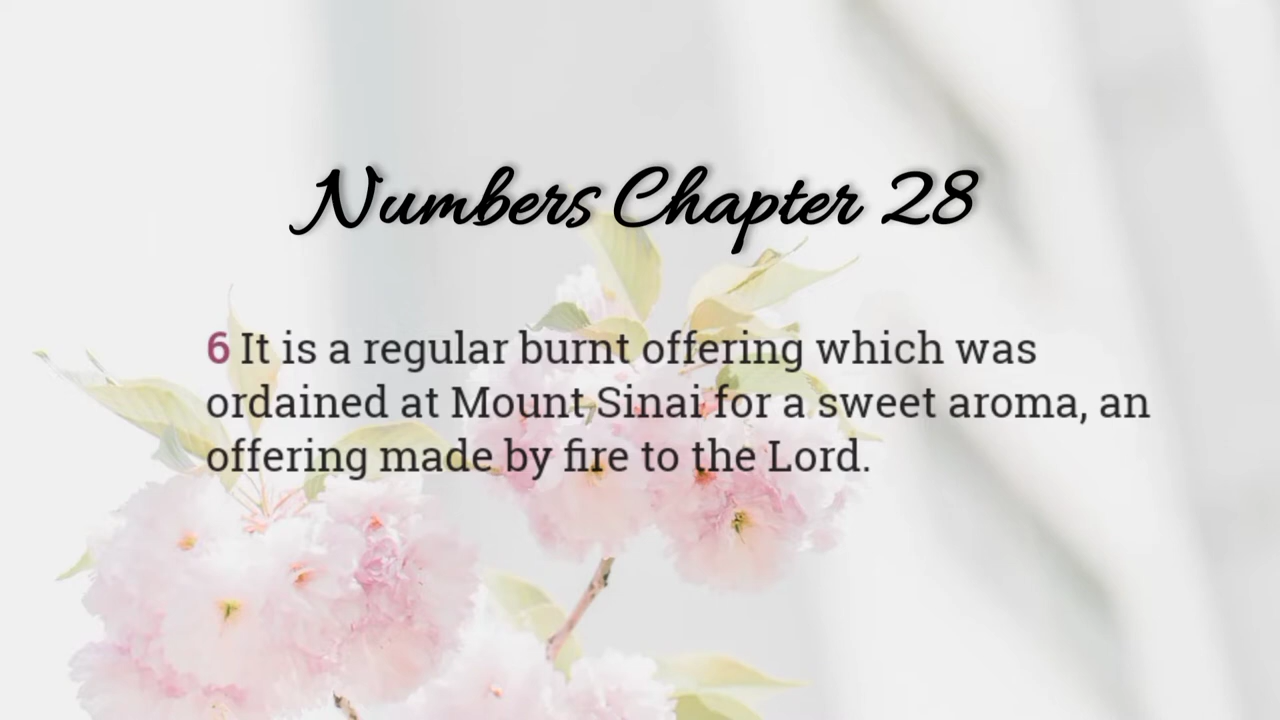 Numbers Chapter 28
6 It is a regular burnt offering which was
ordained at Mount Sinai for a sweet aroma, an
offering made by fire to the Lord.